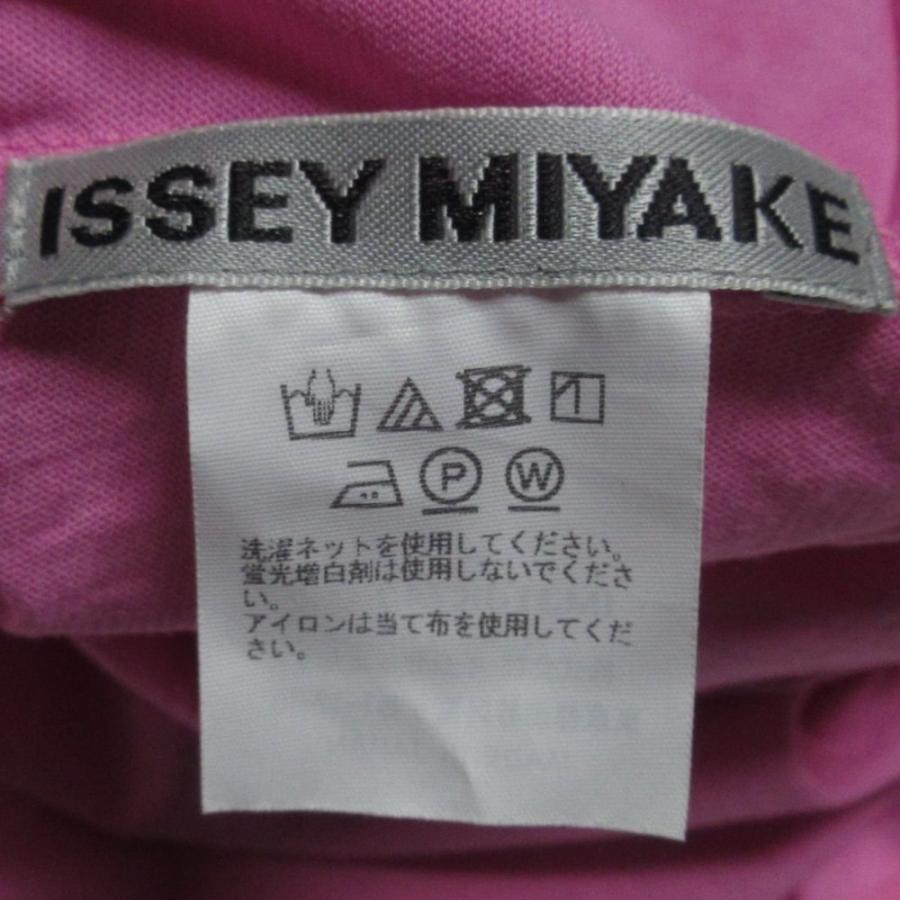 ISSEY MIYAKE
P W
洗濯ネットを使用してください。
蛍光増白剤は使用しないでくださ
い。
アイロンは当て布を使用してくだ
さい。